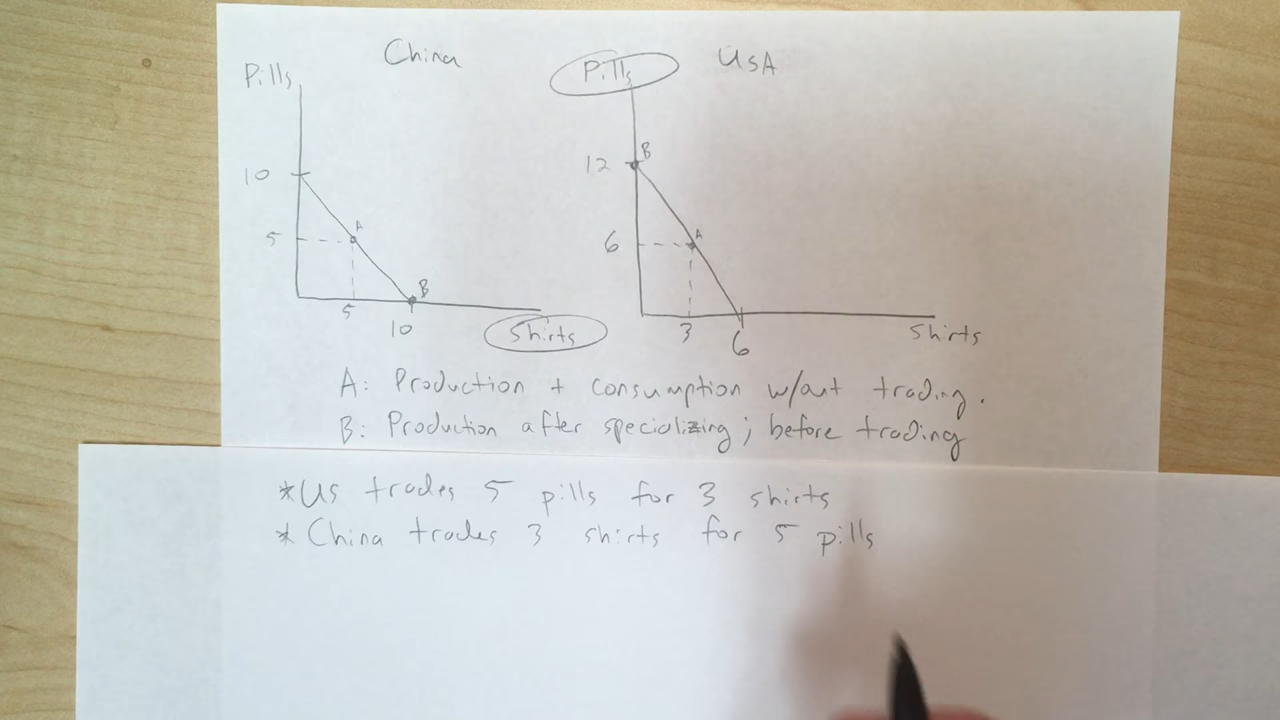 China
Pills
10
5
A
B
5
10
Shirts
USA
Pills
12
B
6
A
3
6
Shirts
A: Production + consumption w/out trading.
B: Production after specializing; before trading
*US trades 5 pills for 3 shirts
* China trades 3 shirts for 5 pills